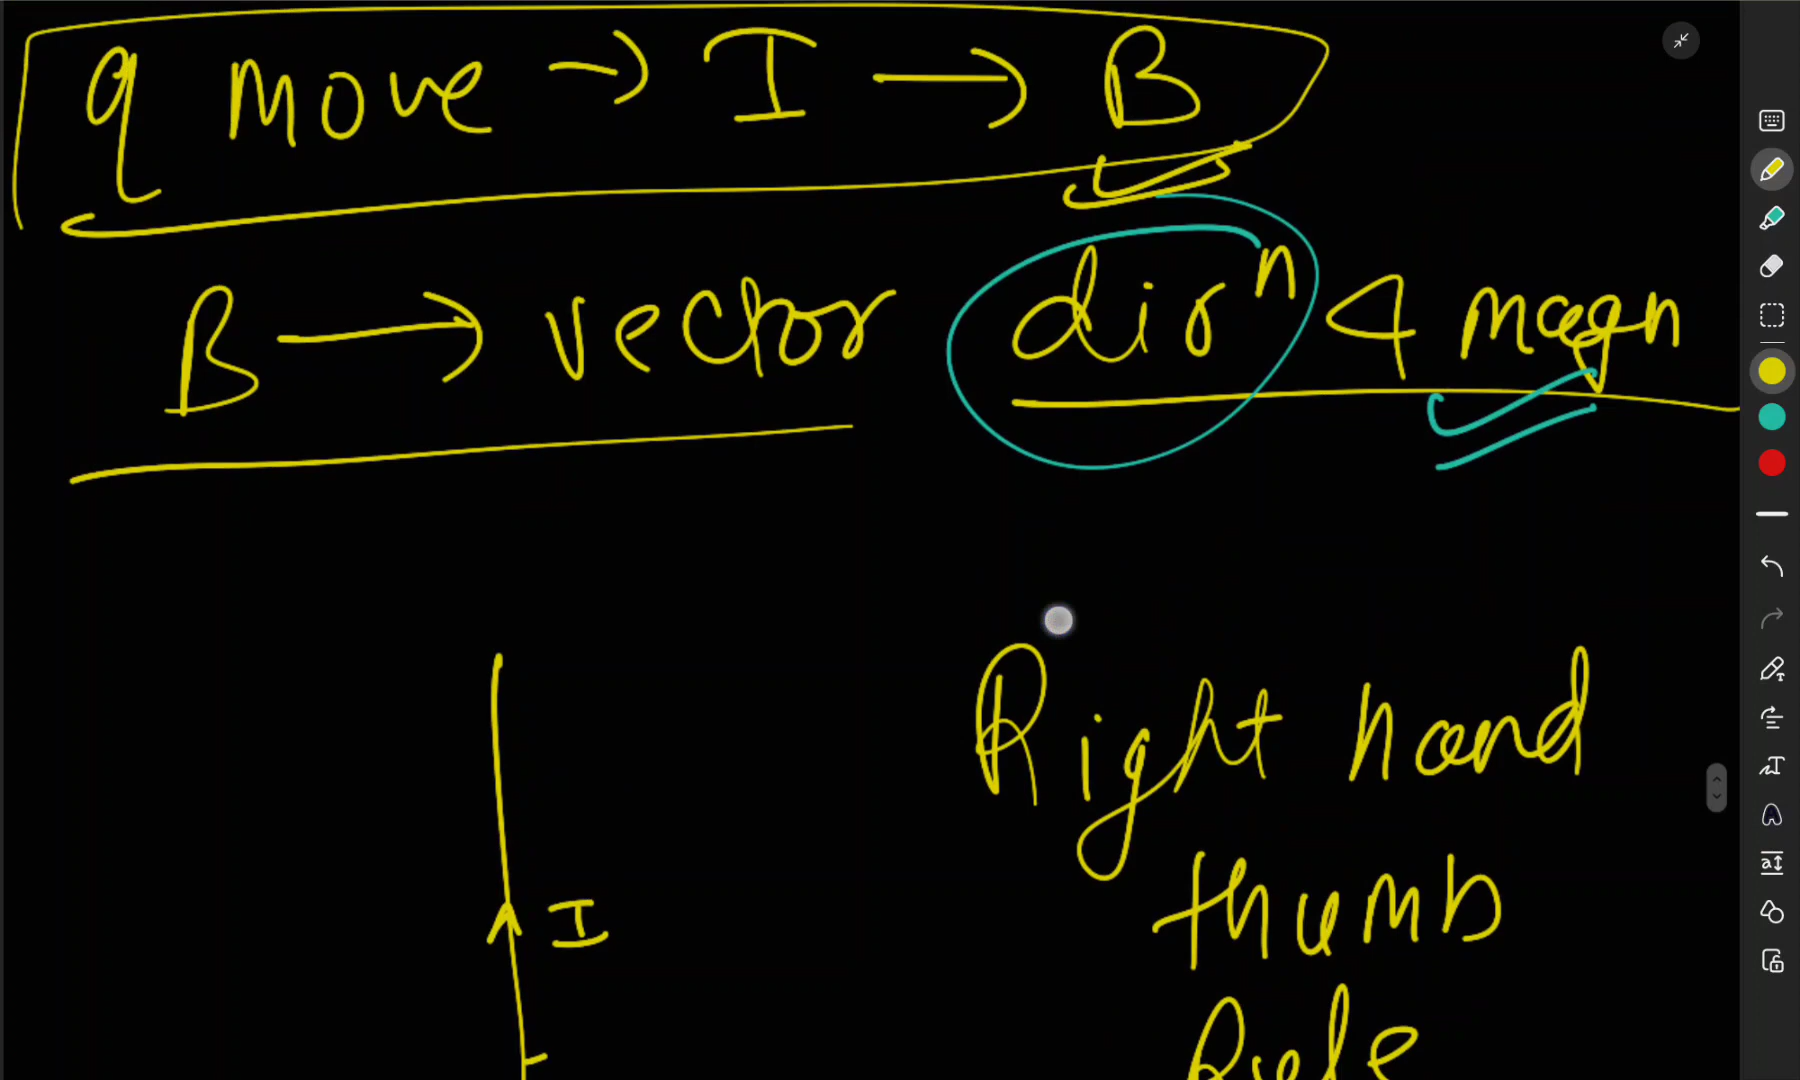 q move → I → B
B → vector dirⁿ & magn
I
Right hand
thumb
Rule